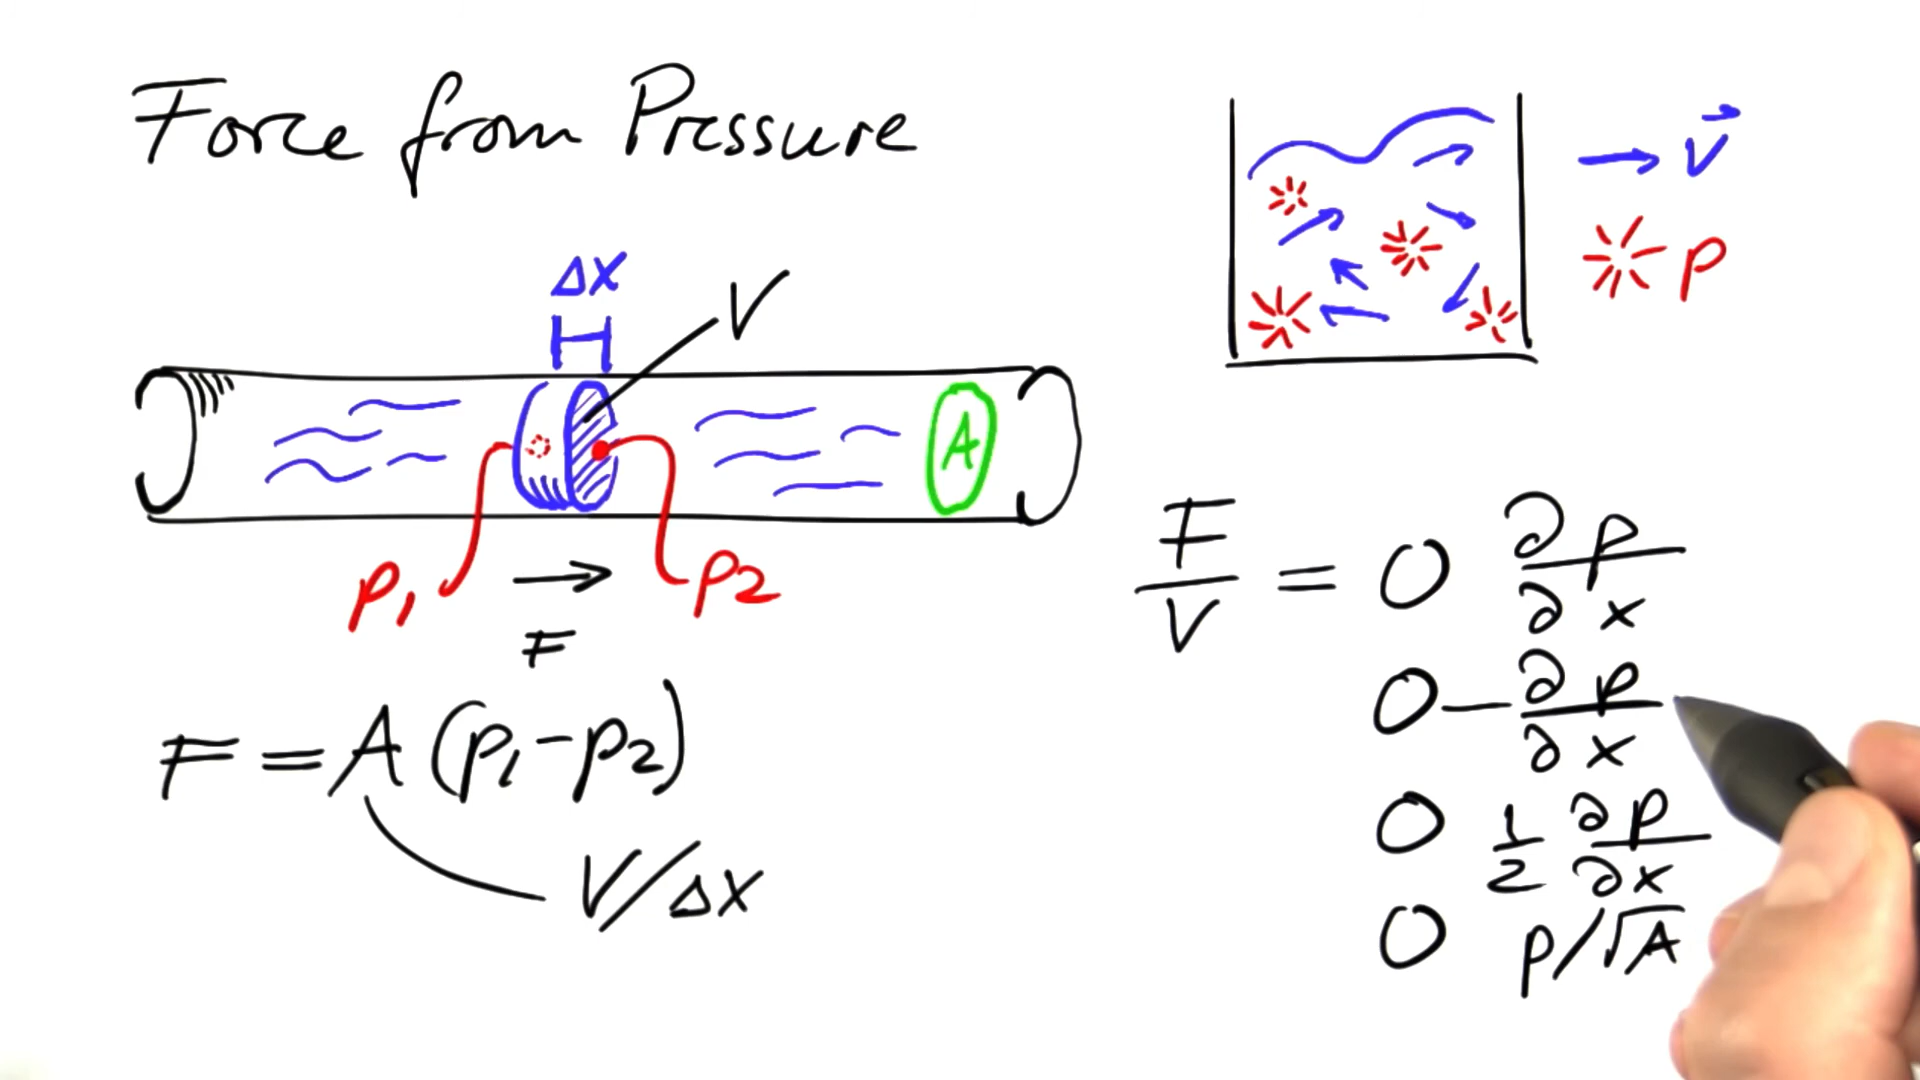 Force from Pressure
Δx
V
A
p₁
p₂
F
F = A (p₁ - p₂)
V/Δx
v⃗
p
F/V = O ∂p/∂x
O -∂p/∂x
O 1/2 ∂p/∂x
O p/√A